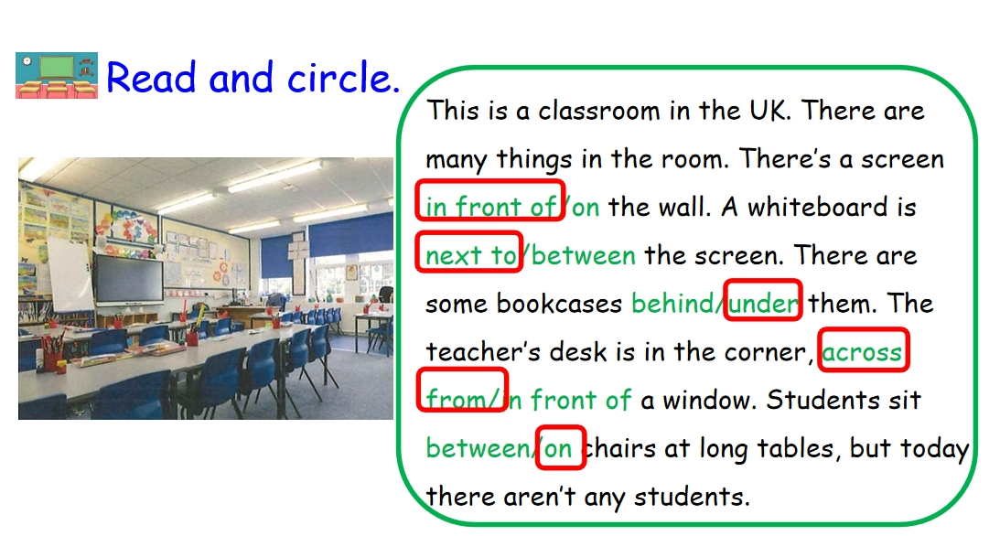 Read and circle.
This is a classroom in the UK. There are
many things in the room. There's a screen
in front of/on the wall. A whiteboard is
next to/between the screen. There are
some bookcases behind/under them. The
teacher's desk is in the corner, across
from/in front of a window. Students sit
between/on chairs at long tables, but today
there aren't any students.